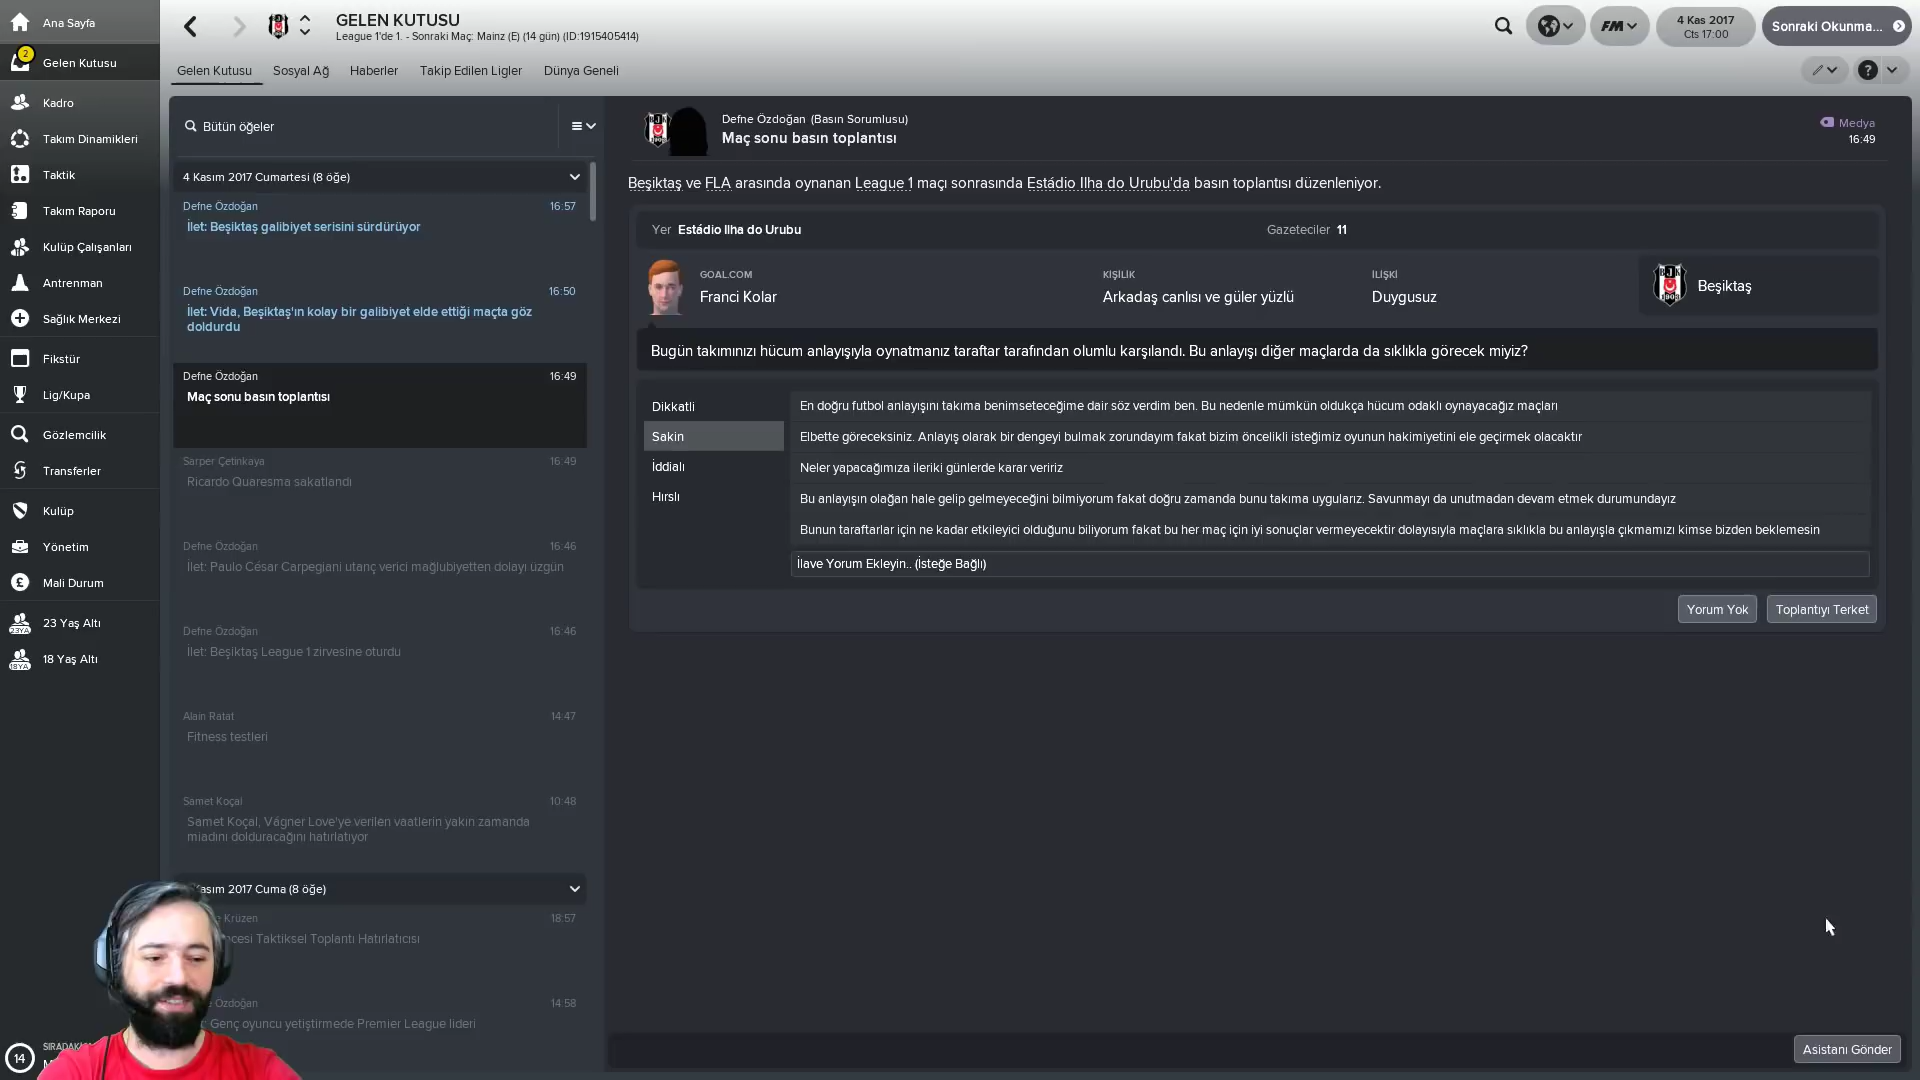 Ana Sayfa
2
Gelen Kutusu
Kadro
Takım Dinamikleri
Taktik
Takım Raporu
Kulüp Çalışanları
Antrenman
Sağlık Merkezi
Fikstür
Lig/Kupa
Gözlemcilik
Transferler
Kulüp
Yönetim
Mali Durum
23 Yaş Altı
18 Yaş Altı
14
GELEN KUTUSU
League 1'de 1. - Sonraki Maç: Mainz (E) (14 gün) (ID:1915405414)
FM
4 Kas 2017
Cts 17:00
Sonraki Okunma...
Gelen Kutusu
Sosyal Ağ
Haberler
Takip Edilen Ligler
Dünya Geneli
?
Bütün öğeler
4 Kasım 2017 Cumartesi (8 öğe)
Defne Özdoğan 16:57
İlet: Beşiktaş galibiyet serisini sürdürüyor
Defne Özdoğan 16:50
İlet: Vida, Beşiktaş'ın kolay bir galibiyet elde ettiği maçta göz
doldurdu
Defne Özdoğan 16:49
Maç sonu basın toplantısı
Sarper Çetinkaya 16:49
Ricardo Quaresma sakatlandı
Defne Özdoğan 16:46
İlet: Paulo César Carpegiani utanç verici mağlubiyetten dolayı üzgün
Defne Özdoğan 16:46
İlet: Beşiktaş League 1 zirvesine oturdu
Alain Ratat 14:47
Fitness testleri
Samet Koçal 10:48
Samet Koçal, Vágner Love'ye verilen vaatlerin yakın zamanda
miadını dolduracağını hatırlatıyor
Kasım 2017 Cuma (8 öğe)
Krüzen 18:57
Taktiksel Toplantı Hatırlatıcısı
Özdoğan 14:58
Genç oyuncu yetiştirmede Premier League lideri
Defne Özdoğan (Basın Sorumlusu)
Maç sonu basın toplantısı
Medya
16:49
Beşiktaş ve FLA arasında oynanan League 1 maçı sonrasında Estádio Ilha do Urubu'da basın toplantısı düzenleniyor.
Yer Estádio Ilha do Urubu
Gazeteciler 11
GOAL.COM
Franci Kolar
KİŞİLİK
Arkadaş canlısı ve güler yüzlü
İLİŞKİ
Duygusuz
Beşiktaş
Bugün takımınızı hücum anlayışıyla oynatmanız taraftar tarafından olumlu karşılandı. Bu anlayışı diğer maçlarda da sıklıkla görecek miyiz?
Dikkatli
Sakin
İddialı
Hırslı
En doğru futbol anlayışını takıma benimseteceğime dair söz verdim ben. Bu nedenle mümkün oldukça hücum odaklı oynayacağız maçları
Elbette göreceksiniz. Anlayış olarak bir dengeyi bulmak zorundayım fakat bizim öncelikli isteğimiz oyunun hakimiyetini ele geçirmek olacaktır
Neler yapacağımıza ileriki günlerde karar veririz
Bu anlayışın olağan hale gelip gelmeyeceğini bilmiyorum fakat doğru zamanda bunu takıma uygularız. Savunmayı da unutmadan devam etmek durumundayız
Bunun taraftarlar için ne kadar etkileyici olduğunu biliyorum fakat bu her maç için iyi sonuçlar vermeyecektir dolayısıyla maçlara sıklıkla bu anlayışla çıkmamızı kimse bizden beklemesin
İlave Yorum Ekleyin.. (İsteğe Bağlı)
Yorum Yok
Toplantıyı Terket
Asistanı Gönder